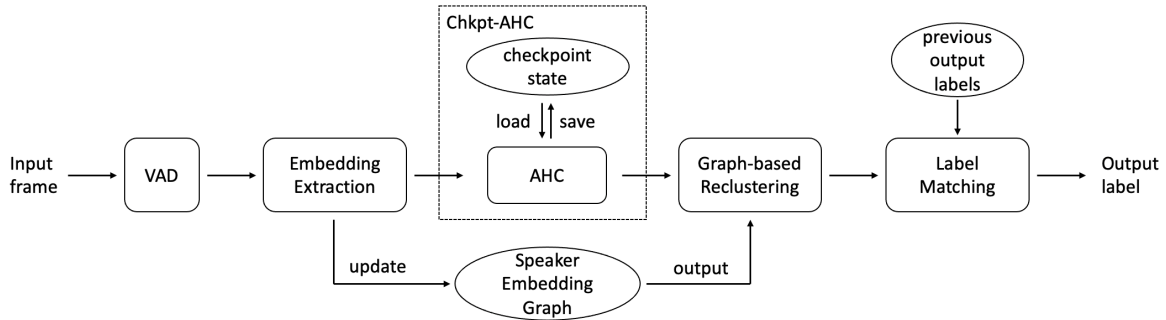 Chkpt-AHC
checkpoint
state
load
save
previous
output
labels
Input
frame
VAD
Embedding
Extraction
AHC
Graph-based
Reclustering
Label
Matching
Output
label
update
Speaker
Embedding
Graph
output